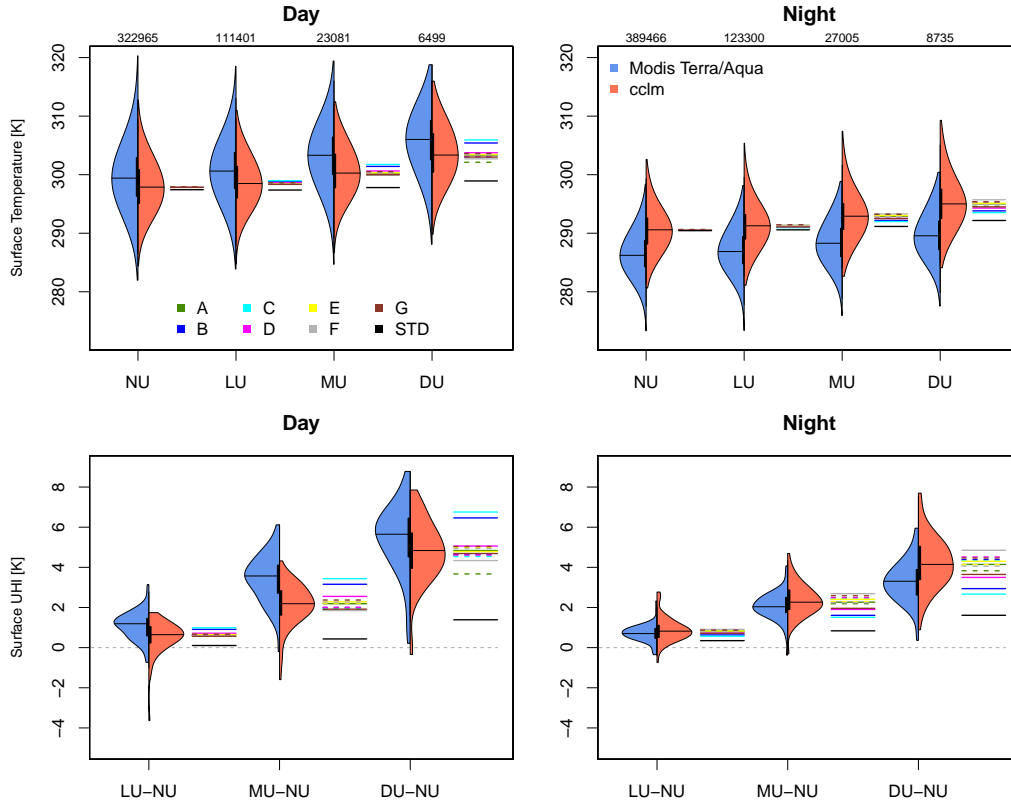 Day
322965 111401 23081 6499
Surface Temperature [K]
320
310
300
290
280
A C E G
B D F STD
NU LU MU DU
Night
389466 123300 27005 8735
Modis Terra/Aqua
cclm
320
310
300
290
280
NU LU MU DU
Day
Surface UHI [K]
8
6
4
2
0
−2
−4
LU−NU MU−NU DU−NU
Night
8
6
4
2
0
−2
−4
LU−NU MU−NU DU−NU